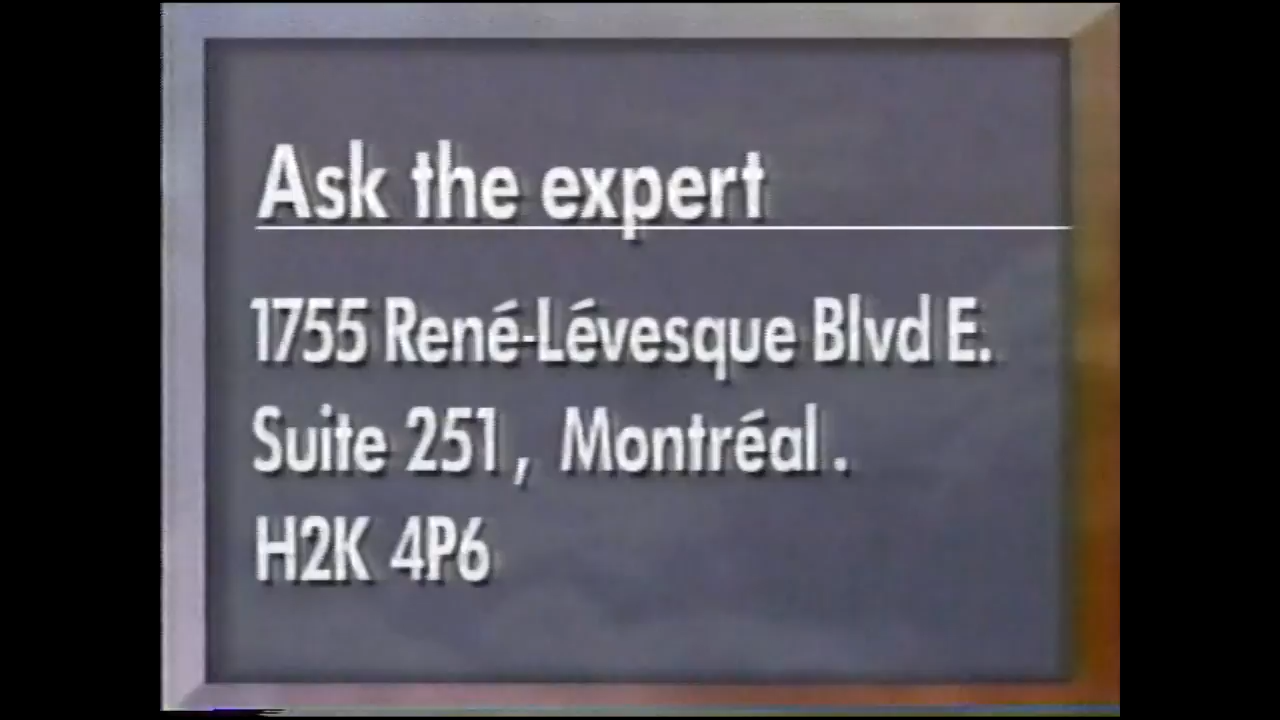 Ask the expert
1755 René-Lévesque Blvd E.
Suite 251, Montréal.
H2K 4P6